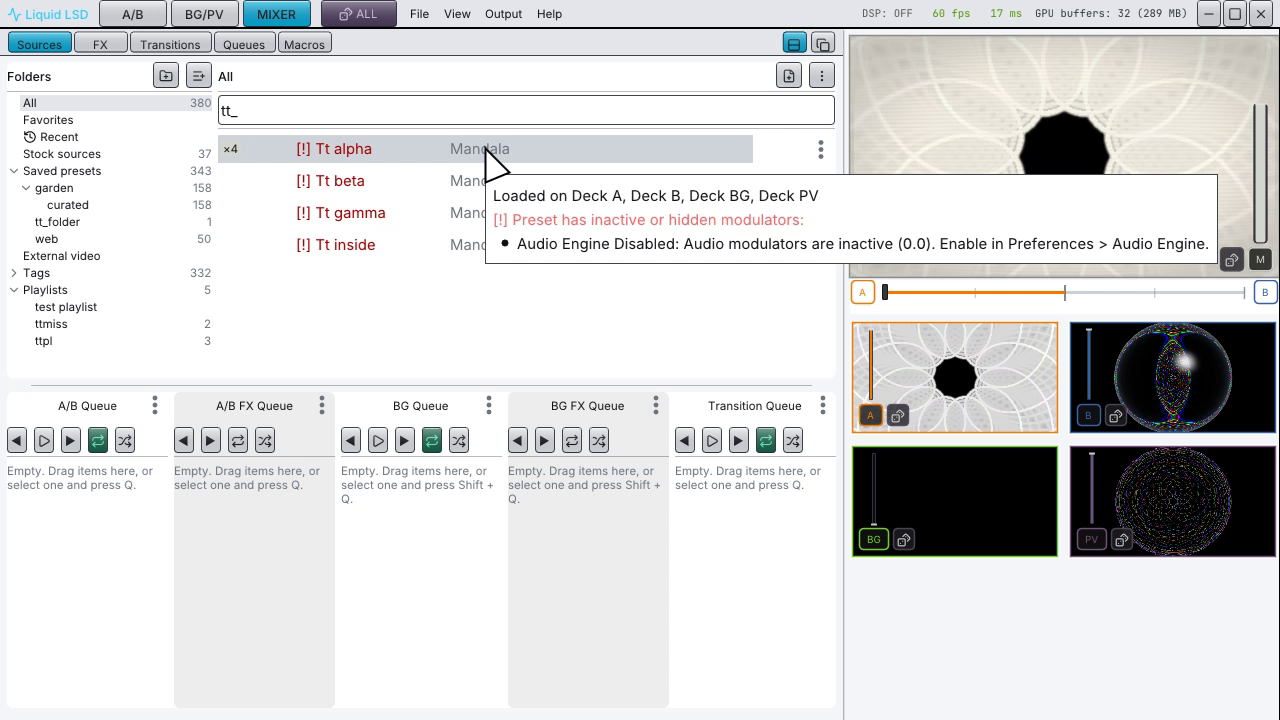 Liquid LSD
A/B
BG/PV
MIXER
ALL
File
View
Output
Help
DSP: OFF
60 fps
17 ms
GPU buffers: 32 (289 MB)
Sources
FX
Transitions
Queues
Macros
Folders
All
All 380
Favorites
Recent
Stock sources 37
Saved presets 343
garden 158
curated 158
tt_folder 1
web 50
External video
Tags 332
Playlists 5
test playlist
ttmiss 2
ttpl 3
tt_
×4 [!] Tt alpha Mandala
[!] Tt beta
[!] Tt gamma
[!] Tt inside
Loaded on Deck A, Deck B, Deck BG, Deck PV
[!] Preset has inactive or hidden modulators:
Audio Engine Disabled: Audio modulators are inactive (0.0). Enable in Preferences > Audio Engine.
M
A
B
A
B
BG
PV
A/B Queue
Empty. Drag items here, or
select one and press Q.
A/B FX Queue
Empty. Drag items here, or
select one and press Q.
BG Queue
Empty. Drag items here, or
select one and press Shift +
Q.
BG FX Queue
Empty. Drag items here, or
select one and press Shift +
Q.
Transition Queue
Empty. Drag items here, or
select one and press Q.